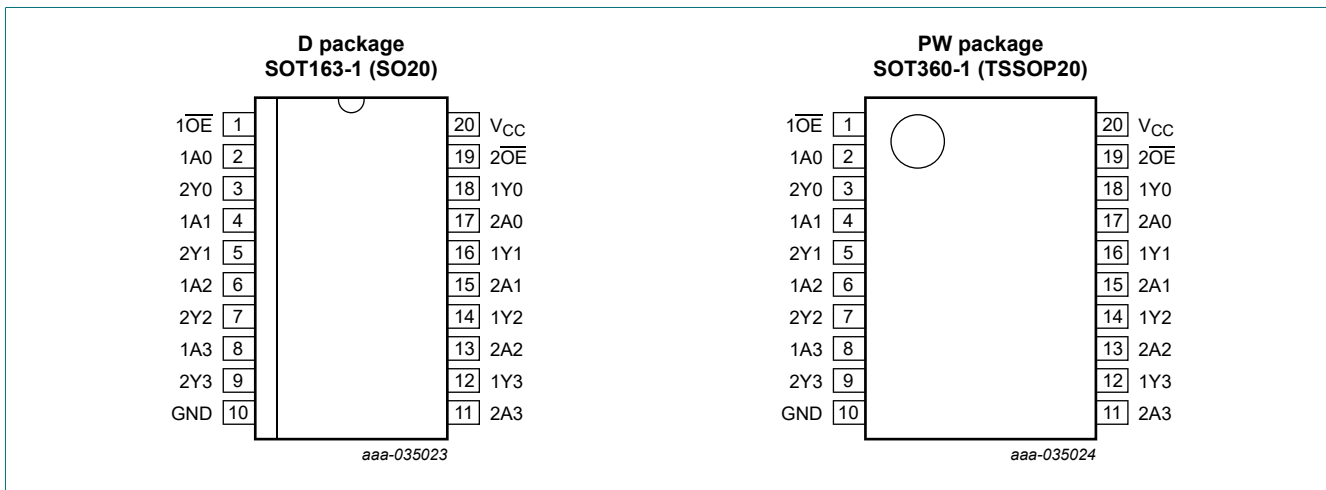 D package
SOT163-1 (SO20)
1O̅E̅ 1
20 VCC
1A0 2
19 2O̅E̅
2Y0 3
18 1Y0
1A1 4
17 2A0
2Y1 5
16 1Y1
1A2 6
15 2A1
2Y2 7
14 1Y2
1A3 8
13 2A2
2Y3 9
12 1Y3
GND 10
11 2A3
aaa-035023
PW package
SOT360-1 (TSSOP20)
1O̅E̅ 1
20 VCC
1A0 2
19 2O̅E̅
2Y0 3
18 1Y0
1A1 4
17 2A0
2Y1 5
16 1Y1
1A2 6
15 2A1
2Y2 7
14 1Y2
1A3 8
13 2A2
2Y3 9
12 1Y3
GND 10
11 2A3
aaa-035024